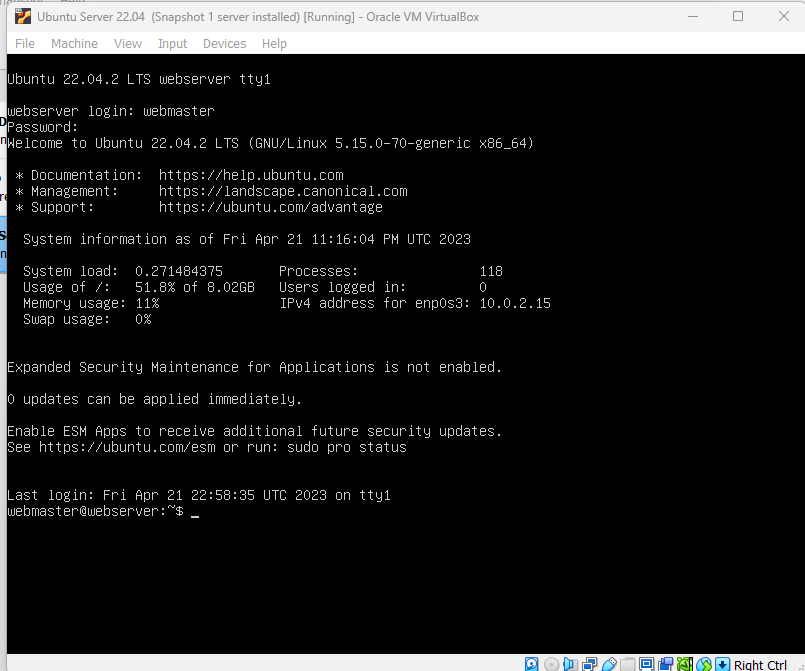 Ubuntu Server 22.04 (Snapshot 1 server installed) [Running] - Oracle VM VirtualBox
File Machine View Input Devices Help
Ubuntu 22.04.2 LTS webserver tty1
webserver login: webmaster
Password:
Welcome to Ubuntu 22.04.2 LTS (GNU/Linux 5.15.0-70-generic x86_64)
* Documentation: https://help.ubuntu.com
* Management: https://landscape.canonical.com
* Support: https://ubuntu.com/advantage
System information as of Fri Apr 21 11:16:04 PM UTC 2023
System load: 0.271484375 Processes: 118
Usage of /: 51.8% of 8.02GB Users logged in: 0
Memory usage: 11% IPv4 address for enp0s3: 10.0.2.15
Swap usage: 0%
Expanded Security Maintenance for Applications is not enabled.
0 updates can be applied immediately.
Enable ESM Apps to receive additional future security updates.
See https://ubuntu.com/esm or run: sudo pro status
Last login: Fri Apr 21 22:58:35 UTC 2023 on tty1
webmaster@webserver:~$ _
Right Ctrl